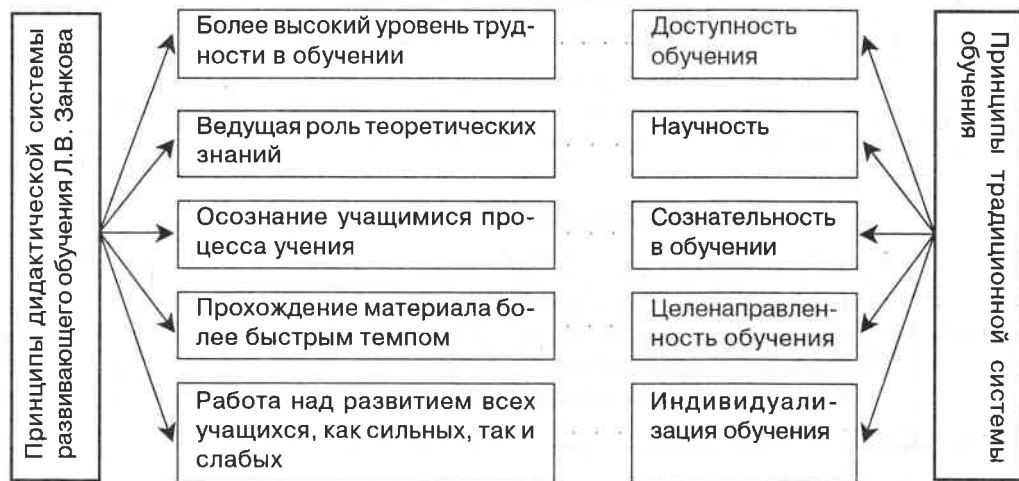 Принципы дидактической системы
развивающего обучения Л.В. Занкова
Более высокий уровень труд-
ности в обучении
Доступность
обучения
Ведущая роль теоретических
знаний
Научность
Осознание учащимися про-
цесса учения
Сознательность
в обучении
Прохождение материала бо-
лее быстрым темпом
Целенаправлен-
ность обучения
Работа над развитием всех
учащихся, как сильных, так и
слабых
Индивидуали-
зация обучения
Принципы традиционной системы
обучения